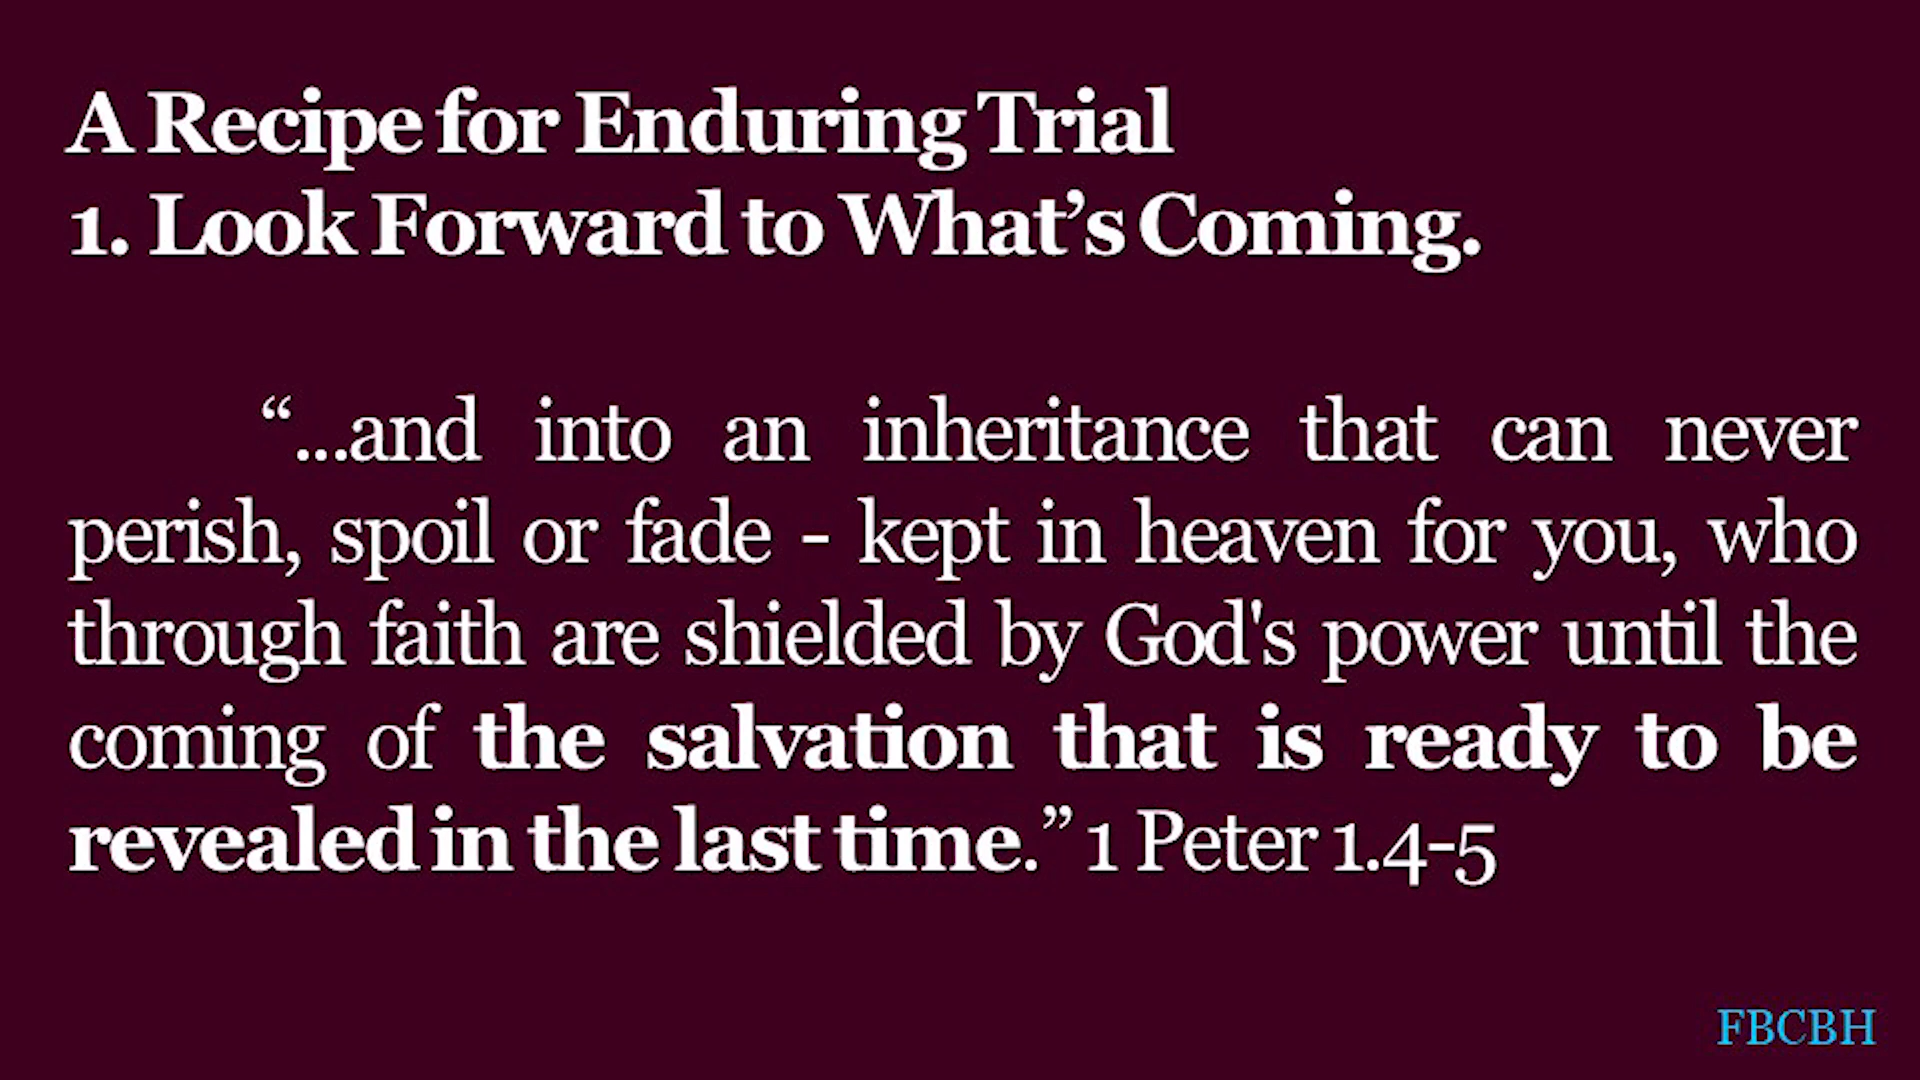 A Recipe for Enduring Trial
1. Look Forward to What’s Coming.
“...and into an inheritance that can never
perish, spoil or fade - kept in heaven for you, who
through faith are shielded by God's power until the
coming of the salvation that is ready to be
revealed in the last time.” 1 Peter 1.4-5
FBCBH